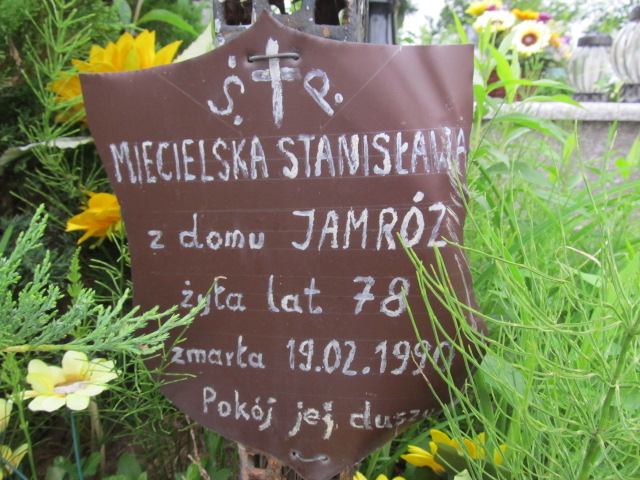 Ś. P.
MIECIELSKA STANISŁAWA
z domu JAMRÓZ
żyła lat 78
zmarła 19.02.1990
Pokój jej duszy